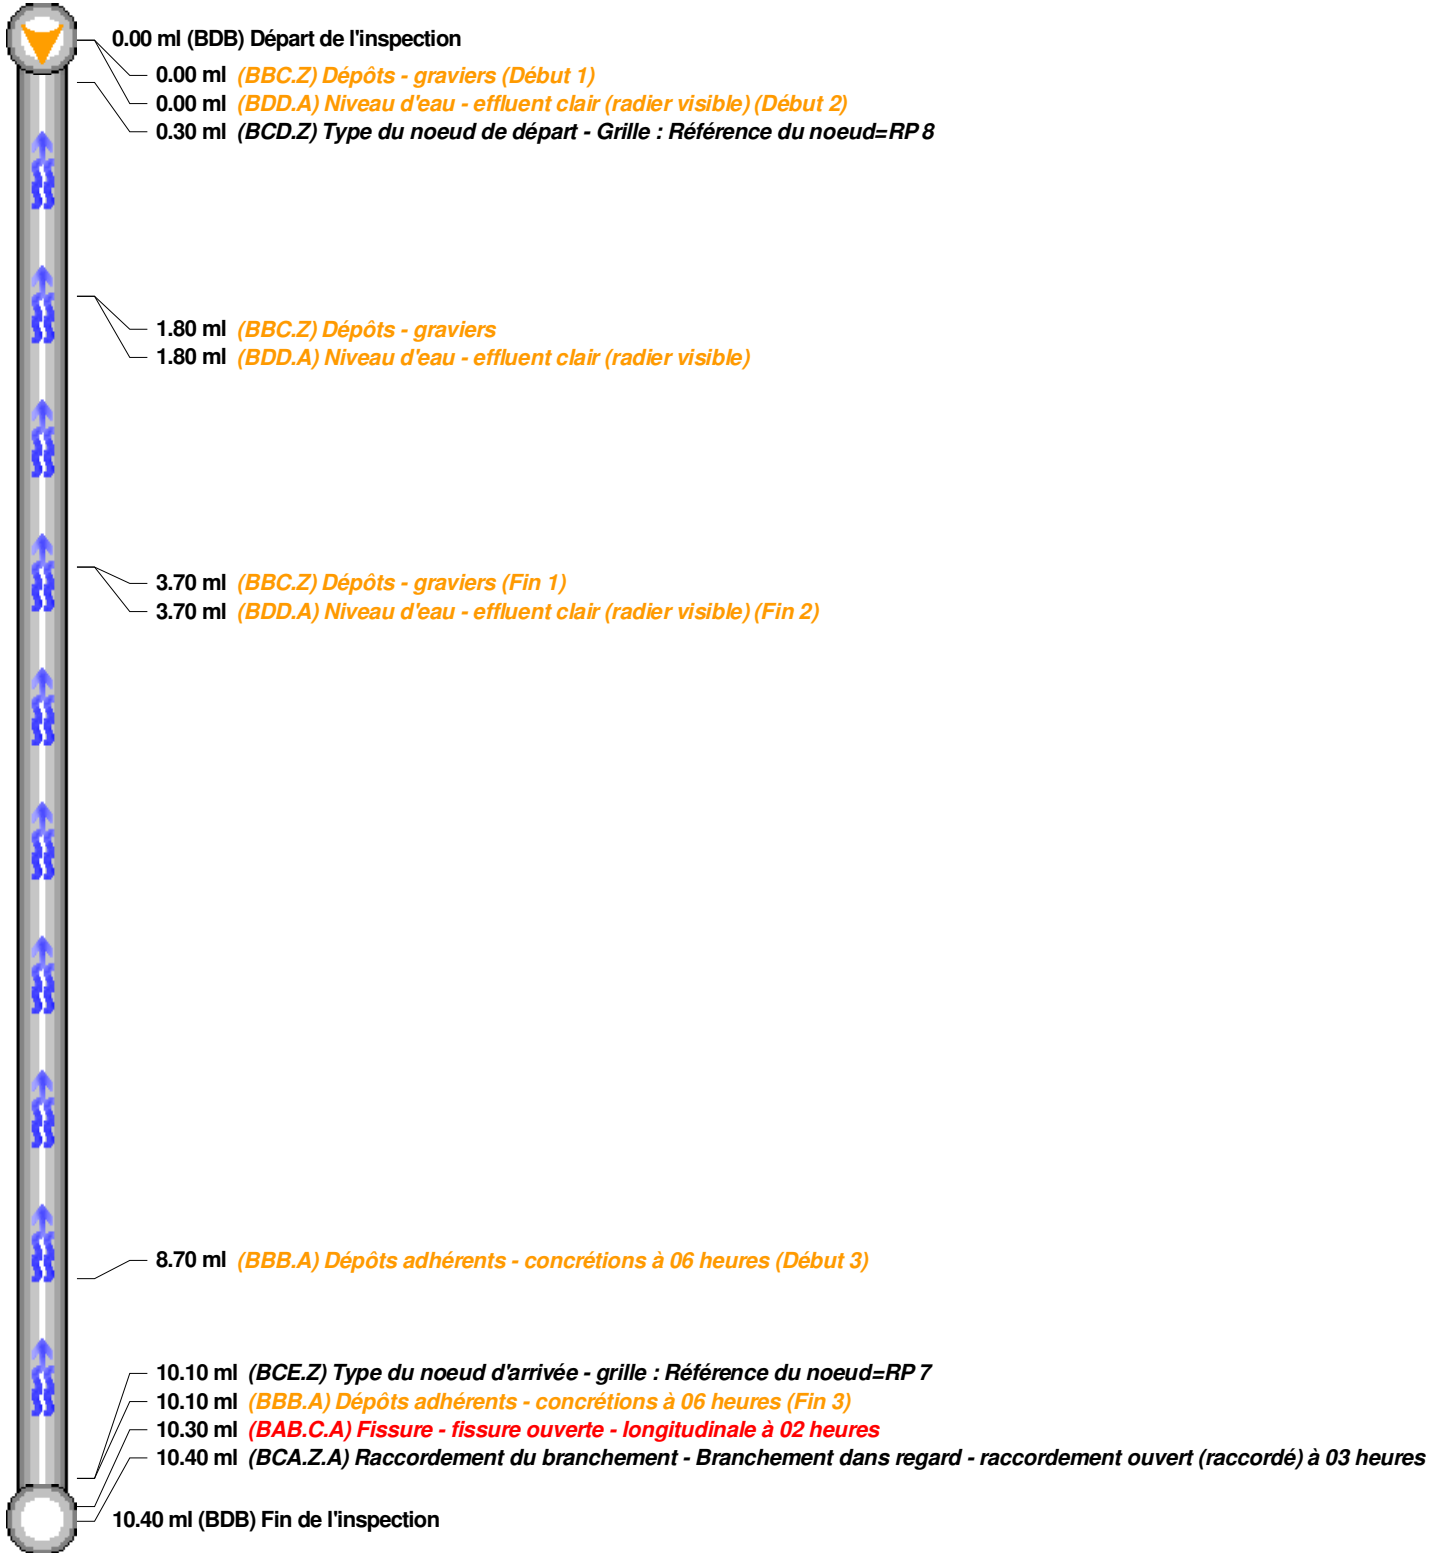 0.00 ml (BDB) Départ de l'inspection
0.00 ml (BBC.Z) Dépôts - graviers (Début 1)
0.00 ml (BDD.A) Niveau d'eau - effluent clair (radier visible) (Début 2)
0.30 ml (BCD.Z) Type du noeud de départ - Grille : Référence du noeud=RP 8
1.80 ml (BBC.Z) Dépôts - graviers
1.80 ml (BDD.A) Niveau d'eau - effluent clair (radier visible)
3.70 ml (BBC.Z) Dépôts - graviers (Fin 1)
3.70 ml (BDD.A) Niveau d'eau - effluent clair (radier visible) (Fin 2)
8.70 ml (BBB.A) Dépôts adhérents - concrétions à 06 heures (Début 3)
10.10 ml (BCE.Z) Type du noeud d'arrivée - grille : Référence du noeud=RP 7
10.10 ml (BBB.A) Dépôts adhérents - concrétions à 06 heures (Fin 3)
10.30 ml (BAB.C.A) Fissure - fissure ouverte - longitudinale à 02 heures
10.40 ml (BCA.Z.A) Raccordement du branchement - Branchement dans regard - raccordement ouvert (raccordé) à 03 heures
10.40 ml (BDB) Fin de l'inspection